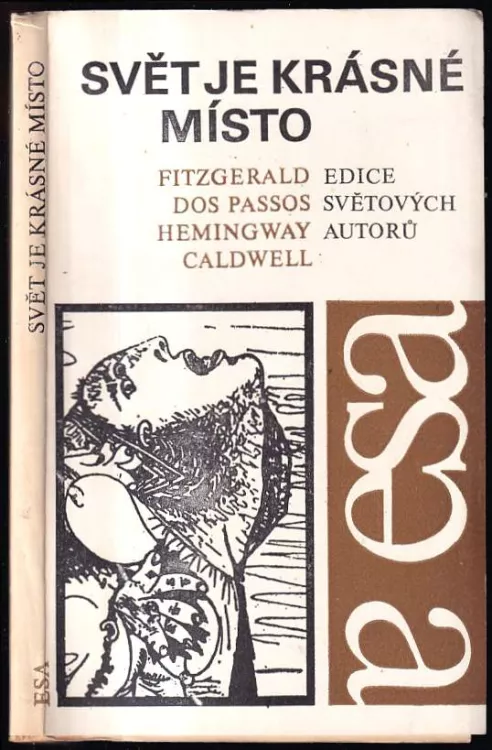 SVĚT JE KRÁSNÉ
MÍSTO
FITZGERALD
DOS PASSOS
HEMINGWAY
CALDWELL
EDICE
SVĚTOVÝCH
AUTORŮ
esa
SVĚT JE KRÁSNÉ MÍSTO
ESA